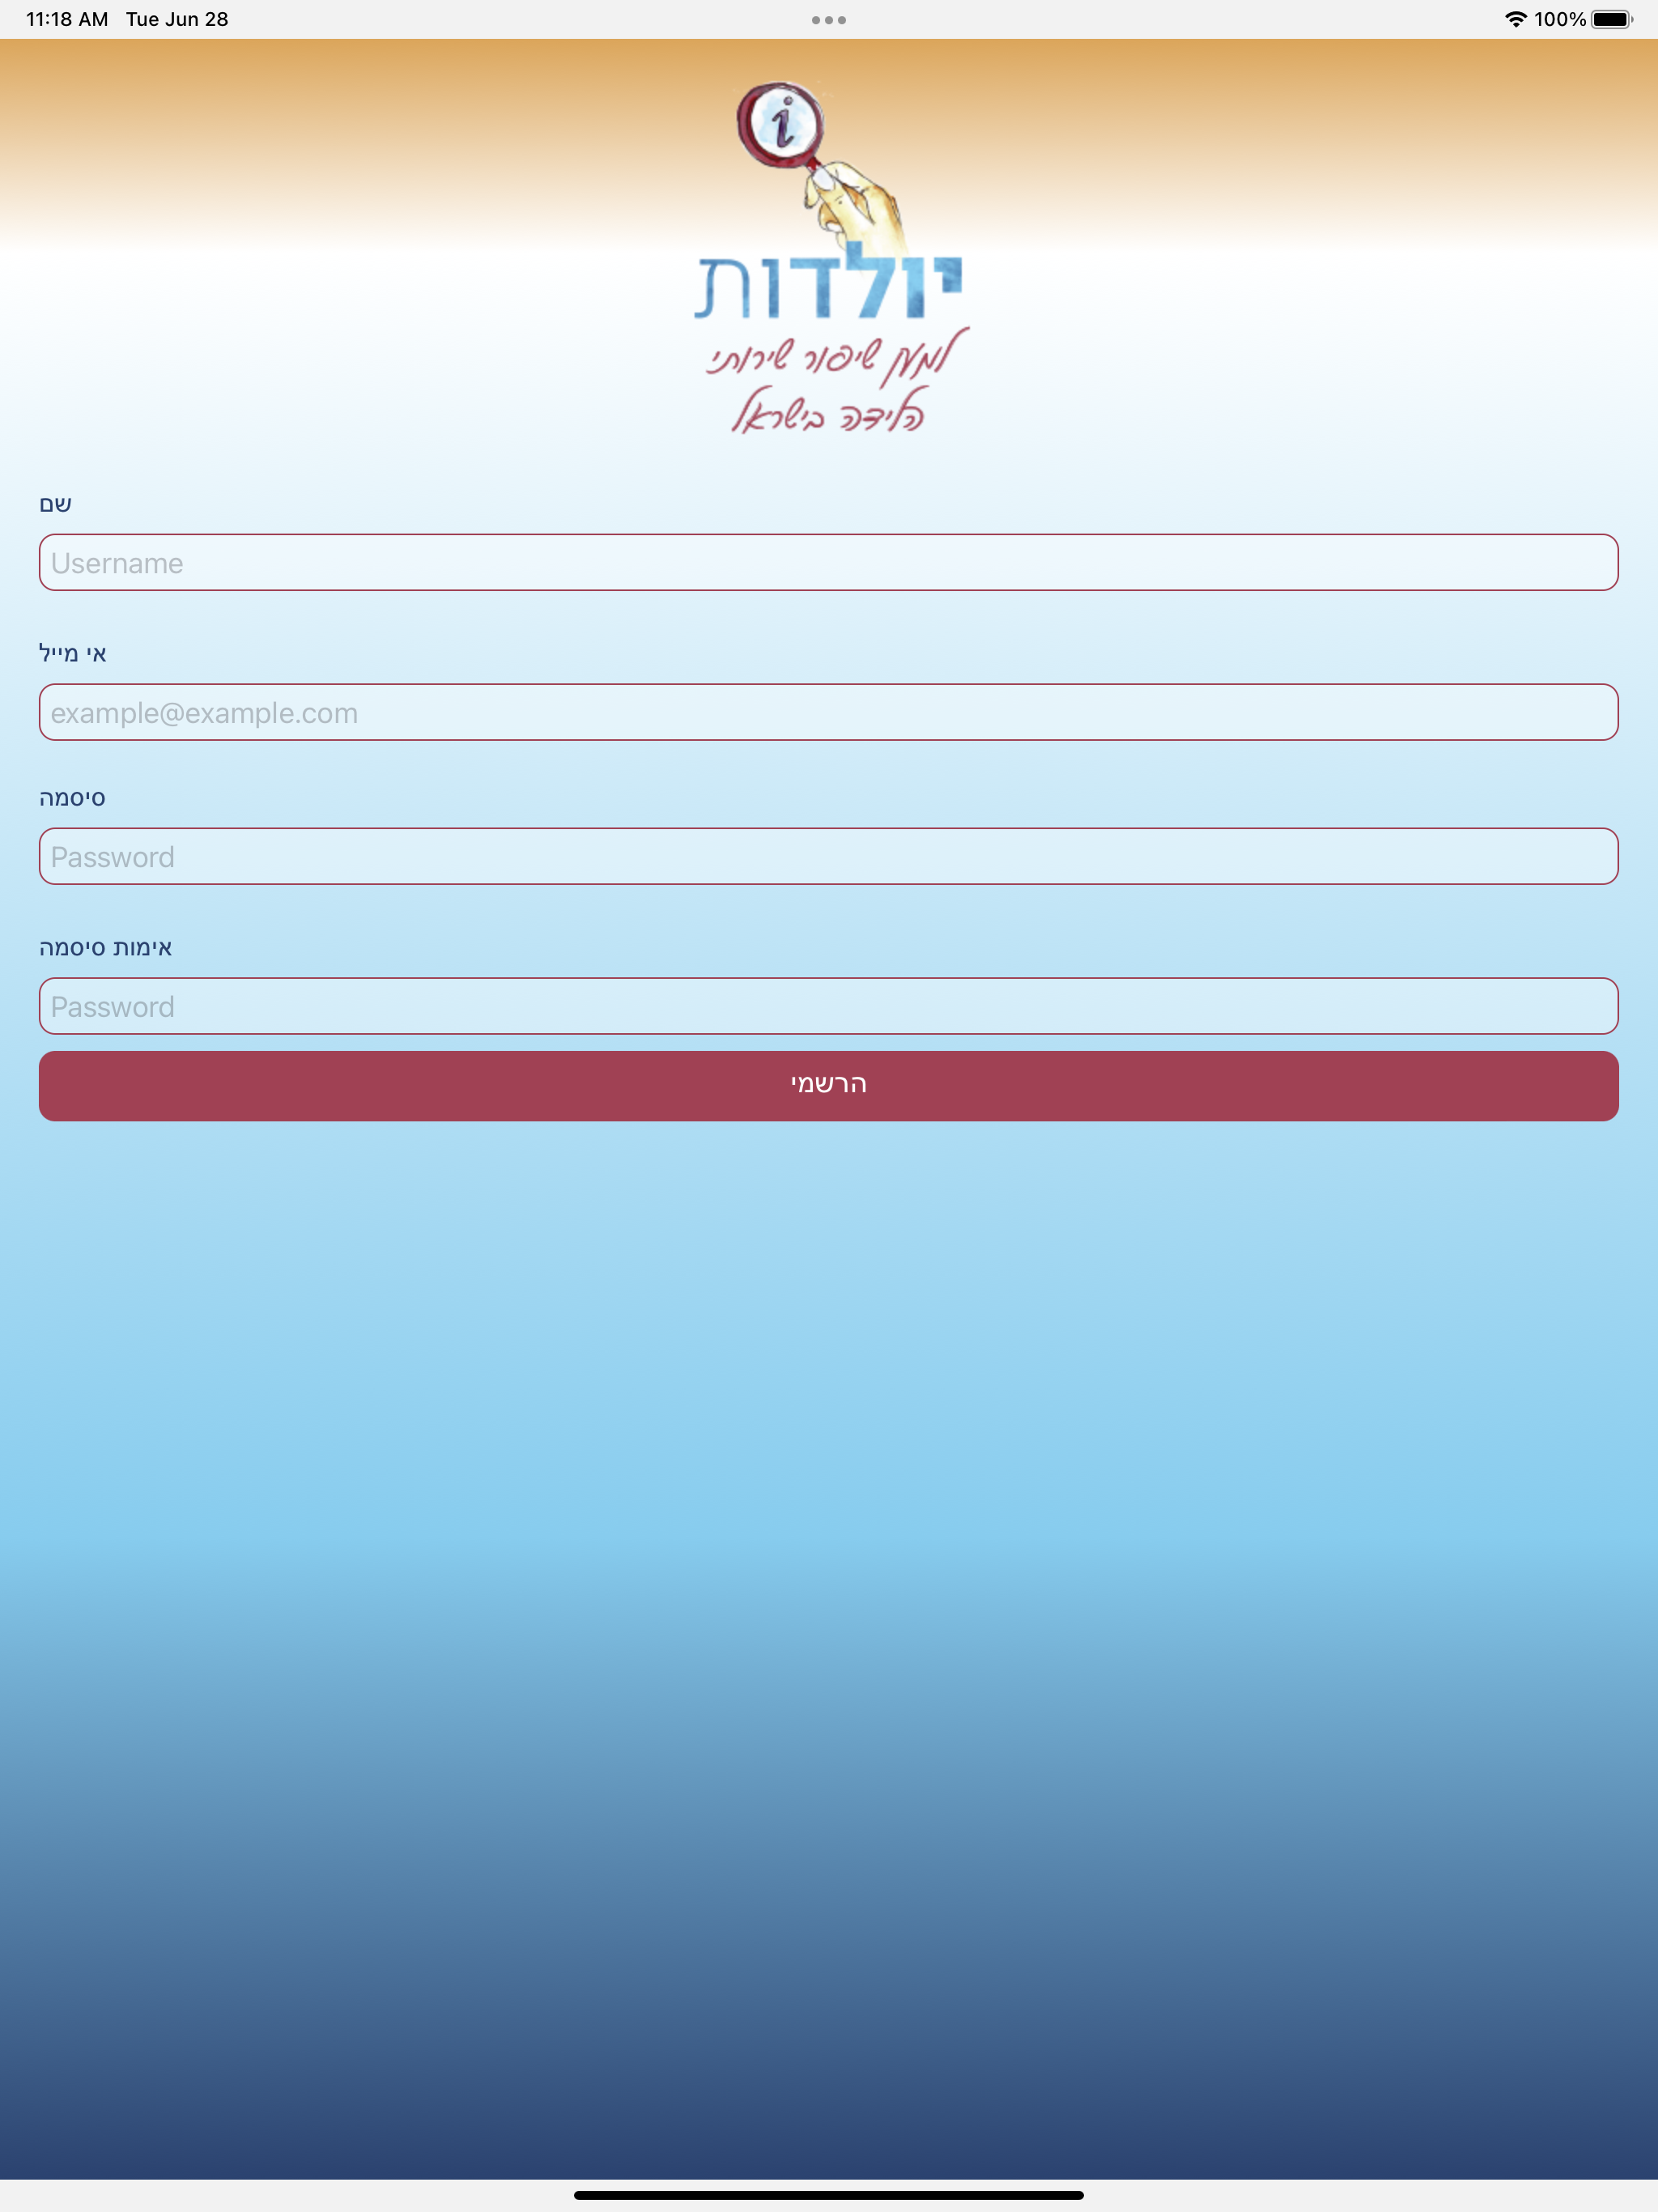 11:18 AM Tue Jun 28
100%
i
יולדות
למען שיפור שירותי
הלידה בישראל
שם
Username
אי מייל
example@example.com
סיסמה
Password
אימות סיסמה
Password
הרשמי